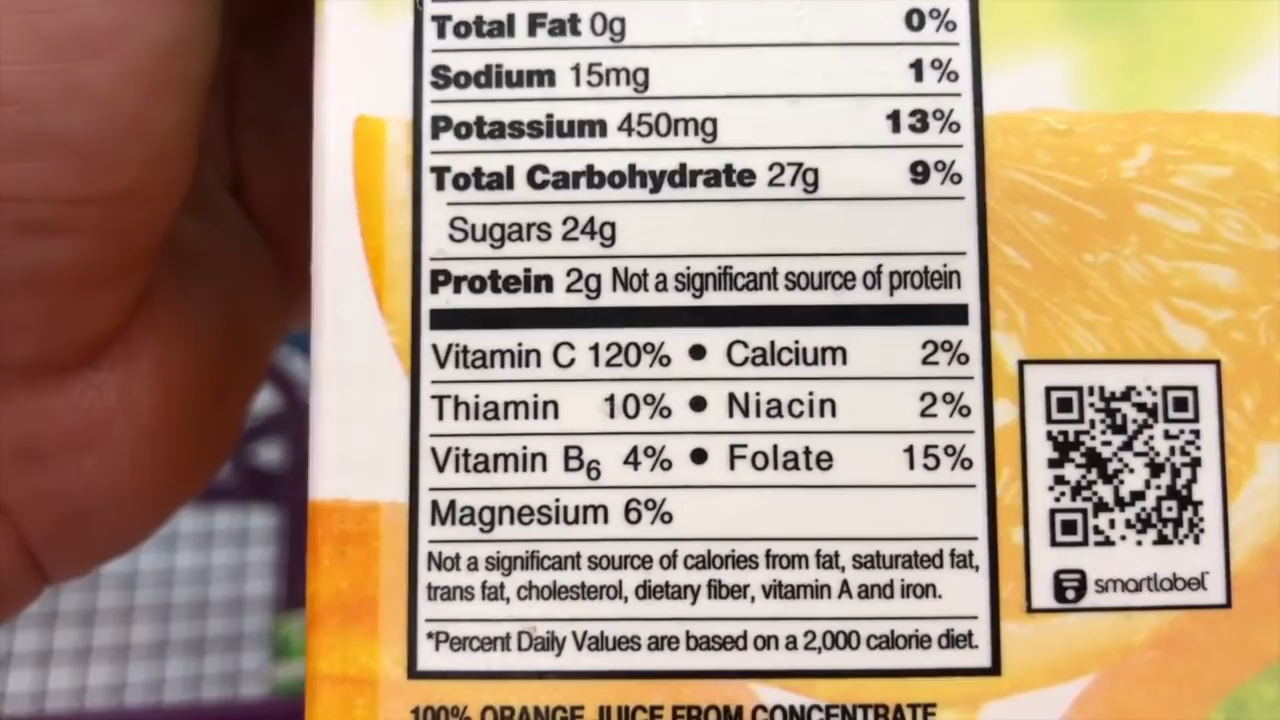 Total Fat 0g 0%
Sodium 15mg 1%
Potassium 450mg 13%
Total Carbohydrate 27g 9%
Sugars 24g
Protein 2g Not a significant source of protein
Vitamin C 120% • Calcium 2%
Thiamin 10% • Niacin 2%
Vitamin B6 4% • Folate 15%
Magnesium 6%
Not a significant source of calories from fat, saturated fat,
trans fat, cholesterol, dietary fiber, vitamin A and iron.
*Percent Daily Values are based on a 2,000 calorie diet.
smartlabel™
100% ORANGE JUICE FROM CONCENTRATE